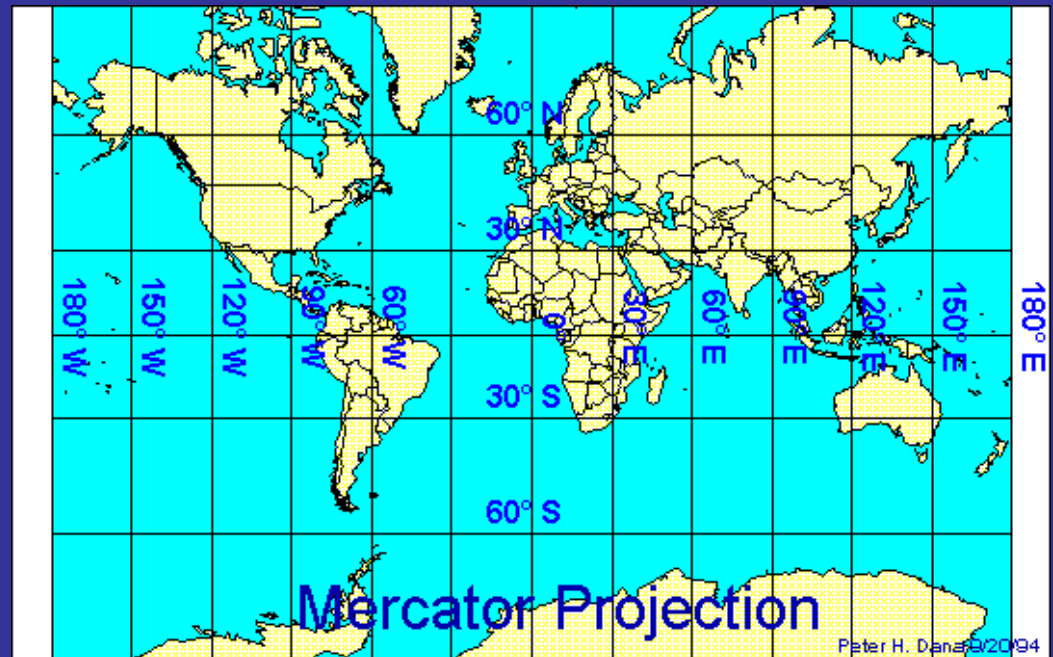 60° N
30° N
180° W
150° W
120° W
90° W
60° W
0°
30° E
60° E
90° E
120° E
150° E
180° E
30° S
60° S
Mercator Projection
Peter H. Dana 9/20/94